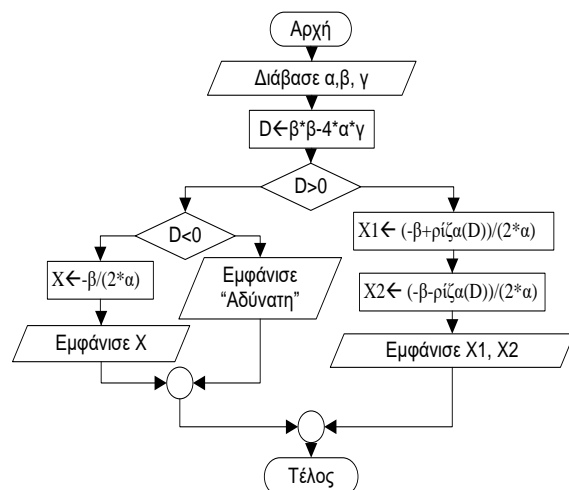 Αρχή
Διάβασε α,β, γ
D←β*β-4*α*γ
D>0
D<0
X←-β/(2*α)
Εμφάνισε X
Εμφάνισε
“Αδύνατη”
X1← (-β+ρίζα(D))/(2*α)
X2← (-β-ρίζα(D))/(2*α)
Εμφάνισε X1, X2
Τέλος